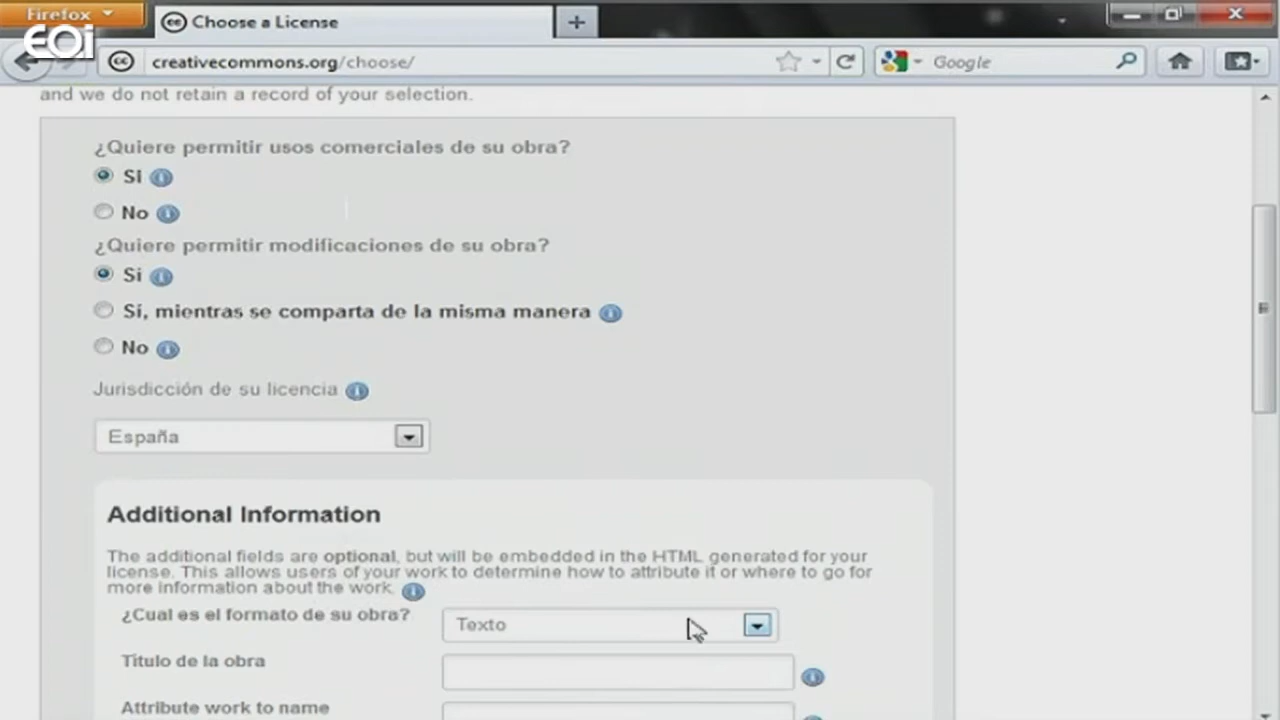 Firefox
EOi
Choose a License
creativecommons.org/choose/
Google
and we do not retain a record of your selection.
¿Quiere permitir usos comerciales de su obra?
Sí
No
¿Quiere permitir modificaciones de su obra?
Sí
Sí, mientras se comparta de la misma manera
No
Jurisdicción de su licencia
España
Additional Information
The additional fields are optional, but will be embedded in the HTML generated for your
license. This allows users of your work to determine how to attribute it or where to go for
more information about the work.
¿Cual es el formato de su obra?
Texto
Título de la obra
Attribute work to name